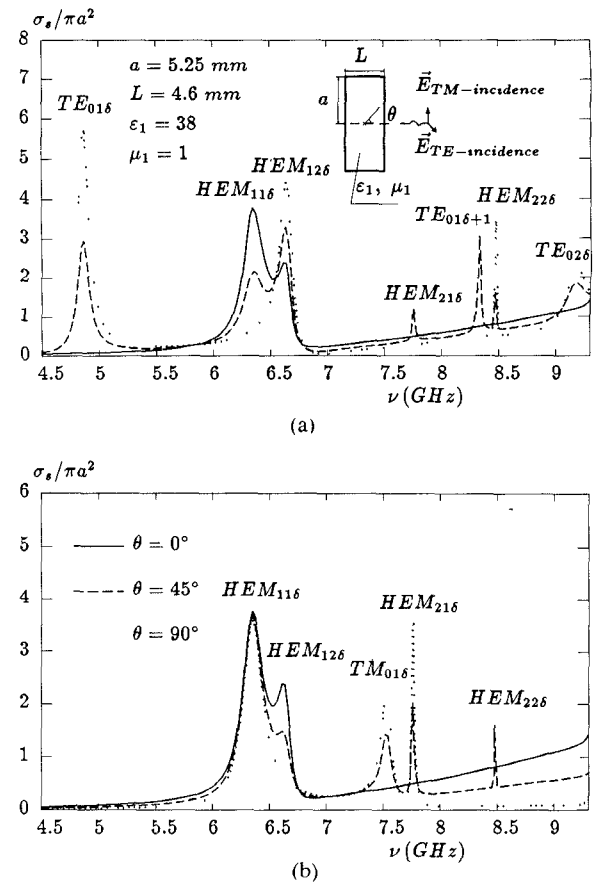 σₛ/πa²
8
7
6
5
4
3
2
1
0
a = 5.25 mm
L = 4.6 mm
ε₁ = 38
μ₁ = 1
L
a
θ
ε₁, μ₁
E⃗TM−incidence
E⃗TE−incidence
TE01δ
HEM11δ
HEM12δ
HEM21δ
TE01δ+1
HEM22δ
TE02δ
4.5 5 5.5 6 6.5 7 7.5 8 8.5 9
ν(GHz)
(a)
σₛ/πa²
6
5
4
3
2
1
0
θ = 0°
θ = 45°
θ = 90°
HEM11δ
HEM12δ
TM01δ
HEM21δ
HEM22δ
4.5 5 5.5 6 6.5 7 7.5 8 8.5 9
ν(GHz)
(b)